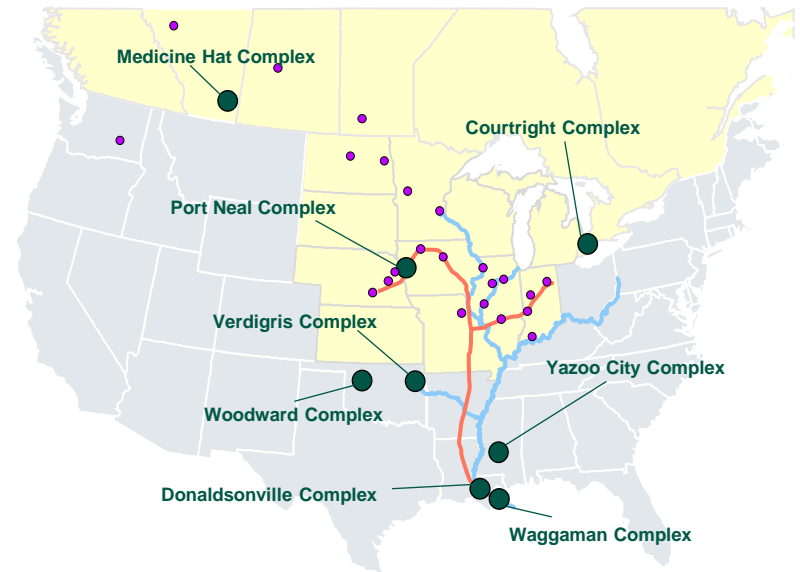 Medicine Hat Complex
Courtright Complex
Port Neal Complex
Verdigris Complex
Yazoo City Complex
Woodward Complex
Donaldsonville Complex
Waggaman Complex